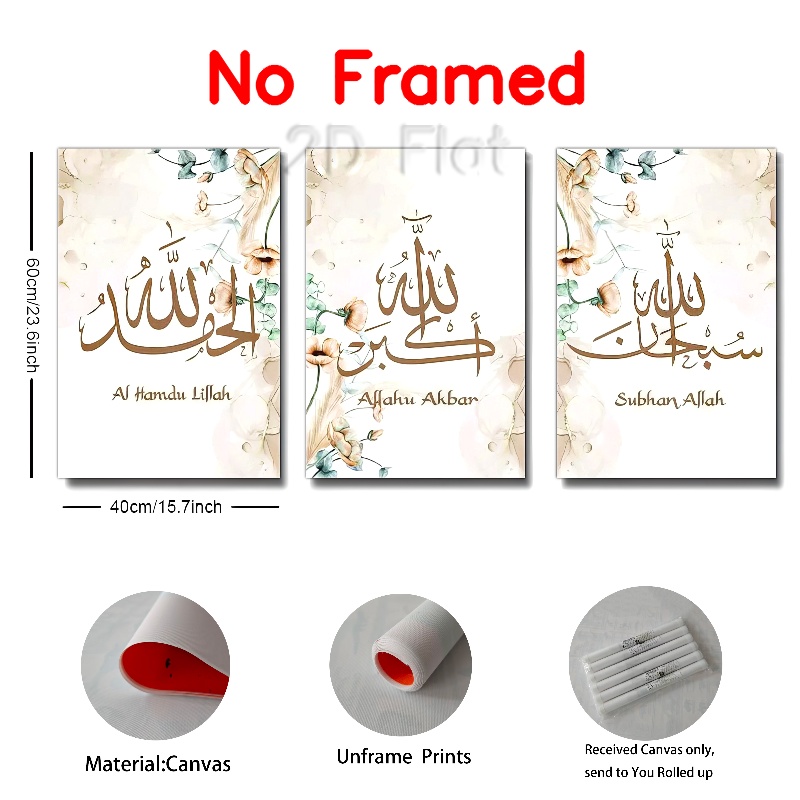 No Framed
2D Flat
60cm/23.6inch
الحمد لله
Al Hamdu Lillah
الله أكبر
Allahu Akbar
سبحان الله
Subhan Allah
40cm/15.7inch
Material:Canvas
Unframe Prints
Received Canvas only,
send to You Rolled up